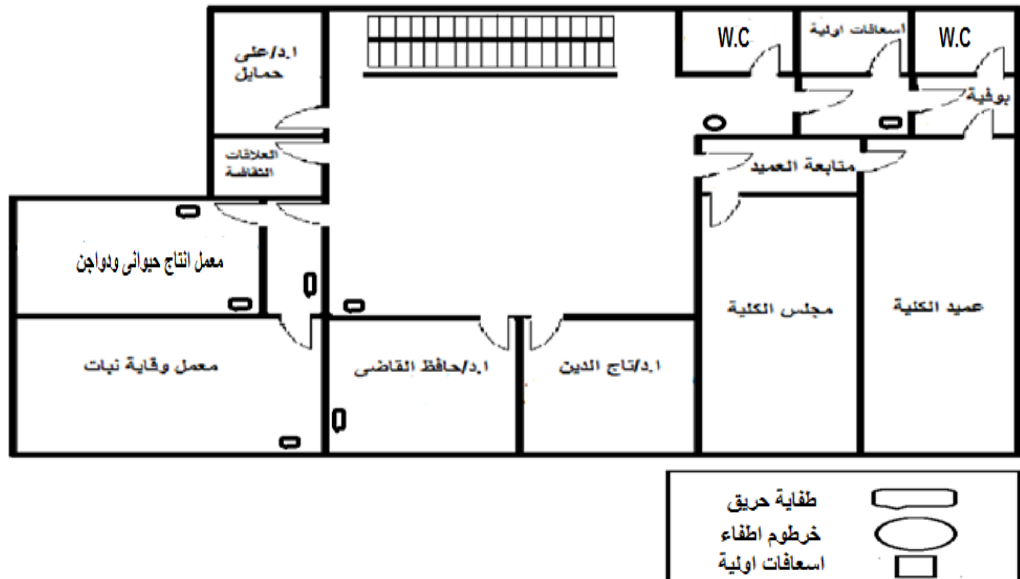 W.C
اسعافات اولية
W.C
ا.د/على
حمايل
بوفية
العلاقات
الثقافية
متابعة العميد
معمل انتاج حيوانى ودواجن
عميد الكلية
مجلس الكلية
ا.د/تاج الدين
ا.د/حافظ القاضى
معمل وقاية نبات
طفاية حريق
خرطوم اطفاء
اسعافات اولية